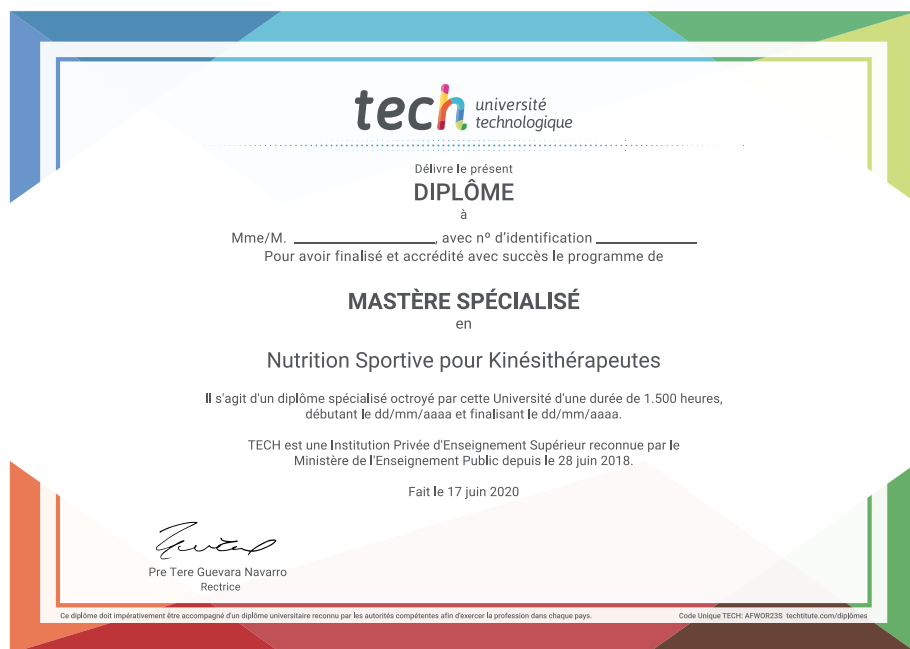 tech université
technologique
Délivre le présent
DIPLÔME
à
Mme/M. ____________________, avec nº d'identification ______________
Pour avoir finalisé et accrédité avec succès le programme de
MASTÈRE SPÉCIALISÉ
en
Nutrition Sportive pour Kinésithérapeutes
Il s'agit d'un diplôme spécialisé octroyé par cette Université d'une durée de 1.500 heures,
débutant le dd/mm/aaaa et finalisant le dd/mm/aaaa.
TECH est une Institution Privée d'Enseignement Supérieur reconnue par le
Ministère de l'Enseignement Public depuis le 28 juin 2018.
Fait le 17 juin 2020
Pre Tere Guevara Navarro
Rectrice
Ce diplôme doit impérativement être accompagné d'un diplôme universitaire reconnu par les autorités compétentes afin d'exercer la profession dans chaque pays. Code Unique TECH: AFWOR23S techtitute.com/diplômes